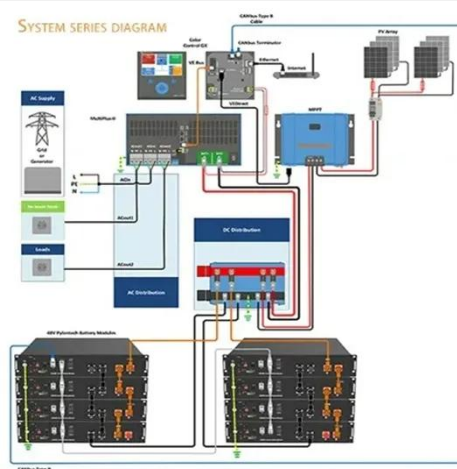 SYSTEM SERIES DIAGRAM
CANbus Type B
Cable
Color
Control GX
CANbus Terminator
VE Bus
Ethernet
Internet
PV Array
AC Supply
Grid
or
Generator
MultiPlus-II
VE.Direct
MPPT
L
PE
N
ACin
ACout1
Loads
ACout2
AC Distribution
DC Distribution
48V Pylontech Battery Modules